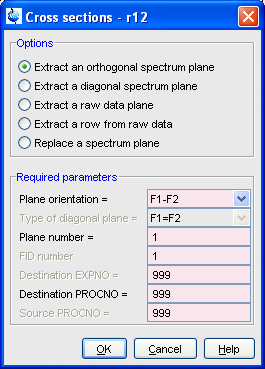 Cross sections - r12
Options
Extract an orthogonal spectrum plane
Extract a diagonal spectrum plane
Extract a raw data plane
Extract a row from raw data
Replace a spectrum plane
Required parameters
Plane orientation = F1-F2
Type of diagonal plane = F1=F2
Plane number = 1
FID number 1
Destination EXPNO = 999
Destination PROCNO = 999
Source PROCNO = 999
OK Cancel Help